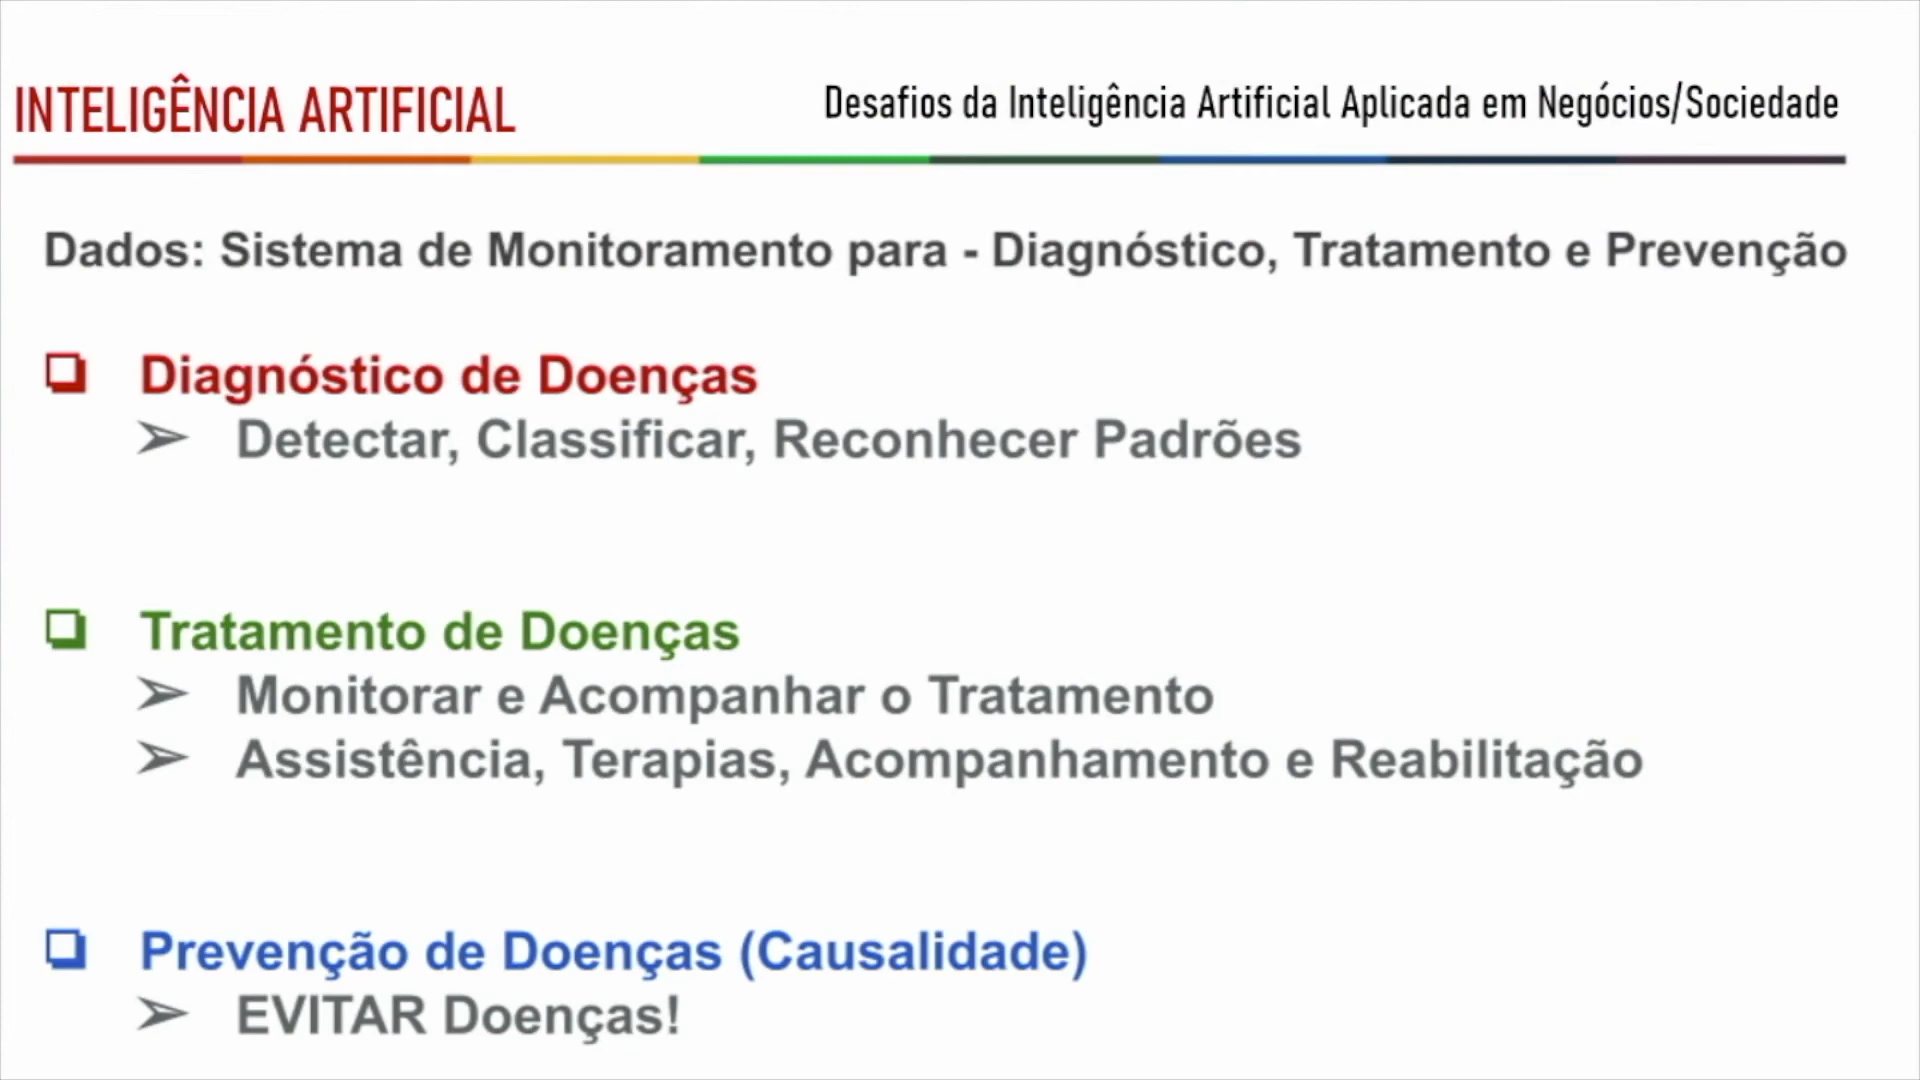 INTELIGÊNCIA ARTIFICIAL
Desafios da Inteligência Artificial Aplicada em Negócios/Sociedade
Dados: Sistema de Monitoramento para - Diagnóstico, Tratamento e Prevenção
Diagnóstico de Doenças
Detectar, Classificar, Reconhecer Padrões
Tratamento de Doenças
Monitorar e Acompanhar o Tratamento
Assistência, Terapias, Acompanhamento e Reabilitação
Prevenção de Doenças (Causalidade)
EVITAR Doenças!